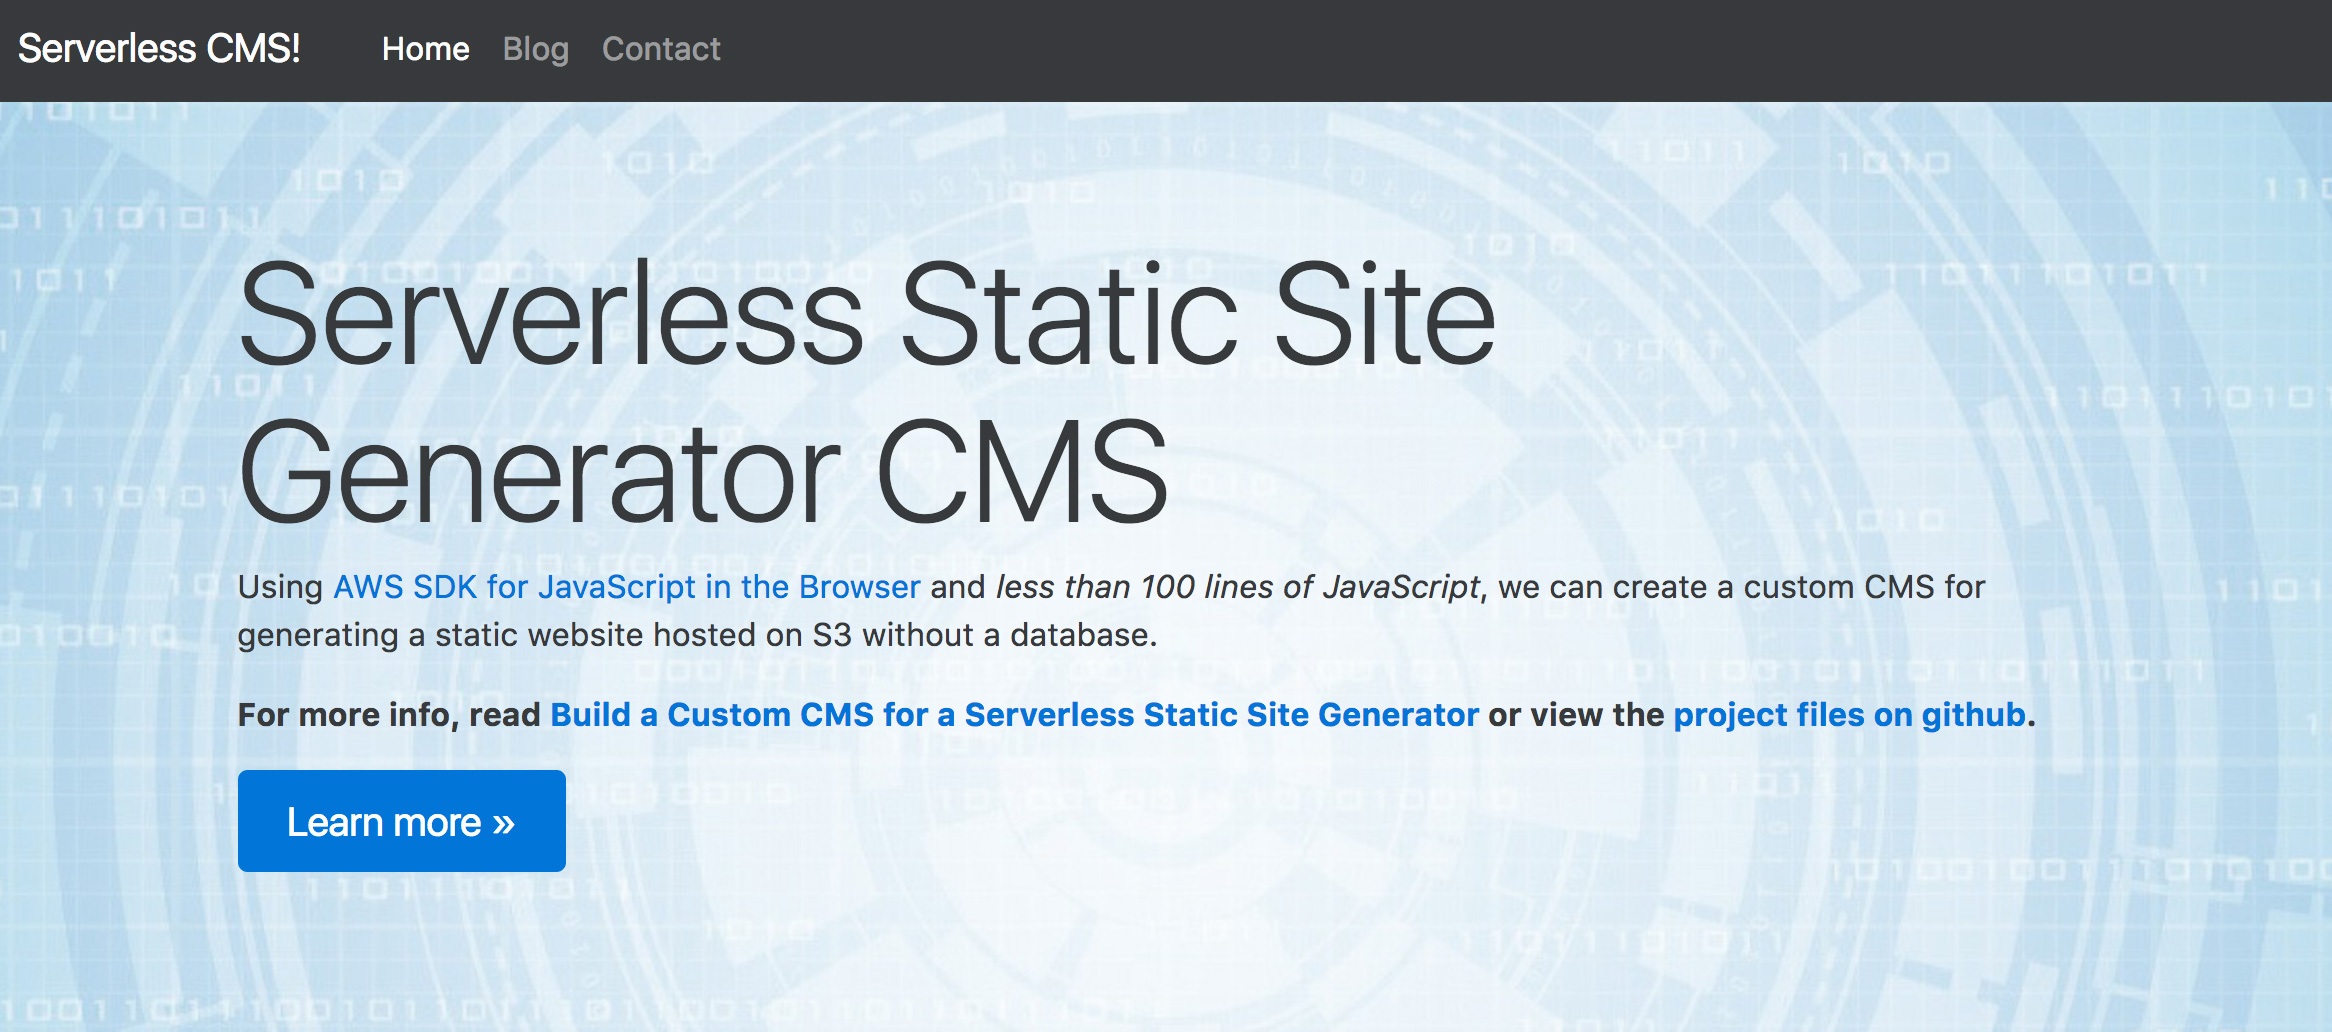 Serverless CMS! Home Blog Contact
Serverless Static Site
Generator CMS
Using AWS SDK for JavaScript in the Browser and less than 100 lines of JavaScript, we can create a custom CMS for
generating a static website hosted on S3 without a database.
For more info, read Build a Custom CMS for a Serverless Static Site Generator or view the project files on github.
Learn more »